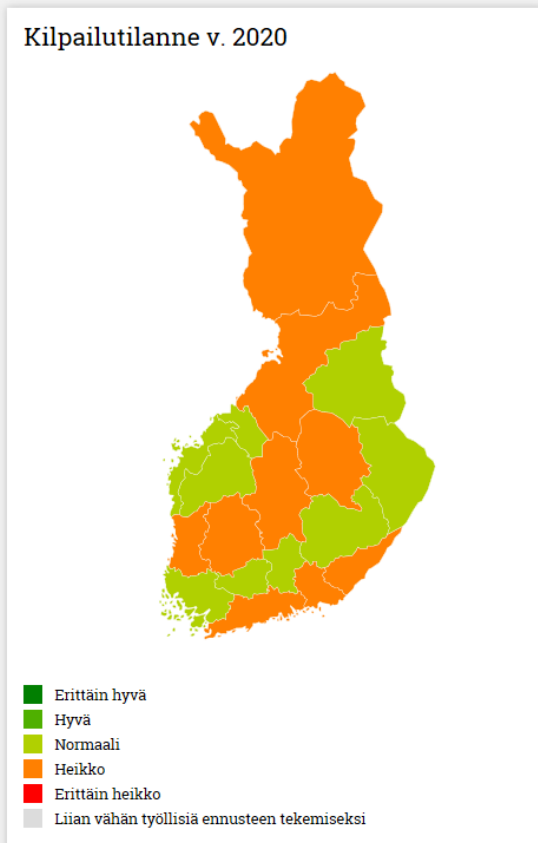 Kilpailutilanne v. 2020
Erittäin hyvä
Hyvä
Normaali
Heikko
Erittäin heikko
Liian vähän työllisiä ennusteen tekemiseksi